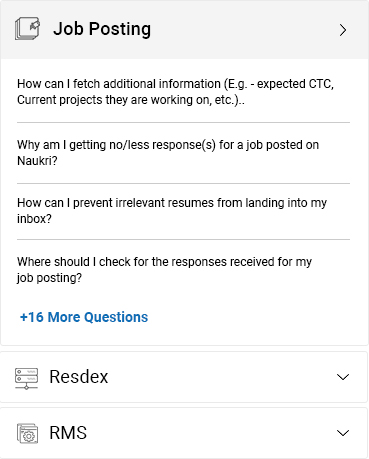 Job Posting
How can I fetch additional information (E.g. - expected CTC,
Current projects they are working on, etc.)..
Why am I getting no/less response(s) for a job posted on
Naukri?
How can I prevent irrelevant resumes from landing into my
inbox?
Where should I check for the responses received for my
job posting?
+16 More Questions
Resdex
RMS